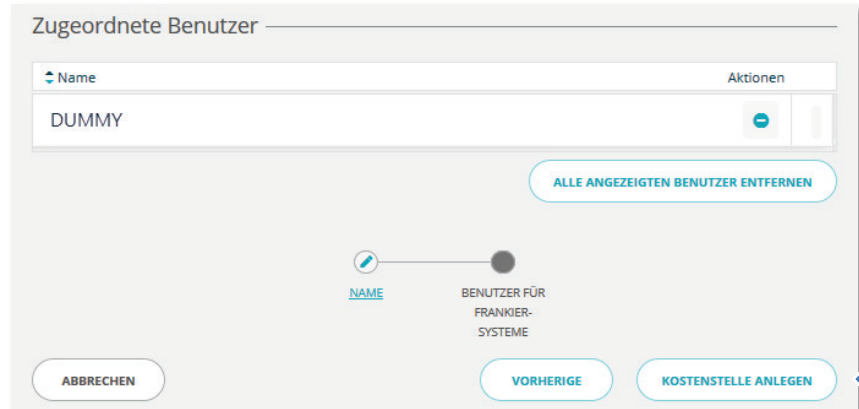 Zugeordnete Benutzer
Name Aktionen
DUMMY
ALLE ANGEZEIGTEN BENUTZER ENTFERNEN
NAME BENUTZER FÜR
FRANKIER-
SYSTEME
ABBRECHEN VORHERIGE KOSTENSTELLE ANLEGEN